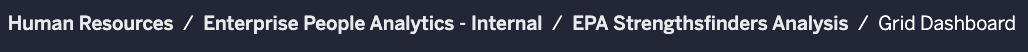 Human Resources / Enterprise People Analytics - Internal / EPA Strengthsfinders Analysis / Grid Dashboard